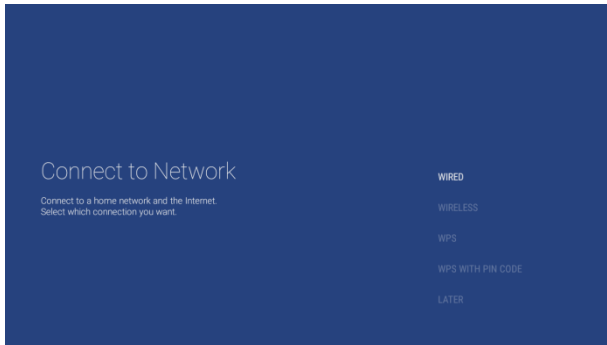 Connect to Network
Connect to a home network and the Internet.
Select which connection you want.
WIRED
WIRELESS
WPS
WPS WITH PIN CODE
LATER